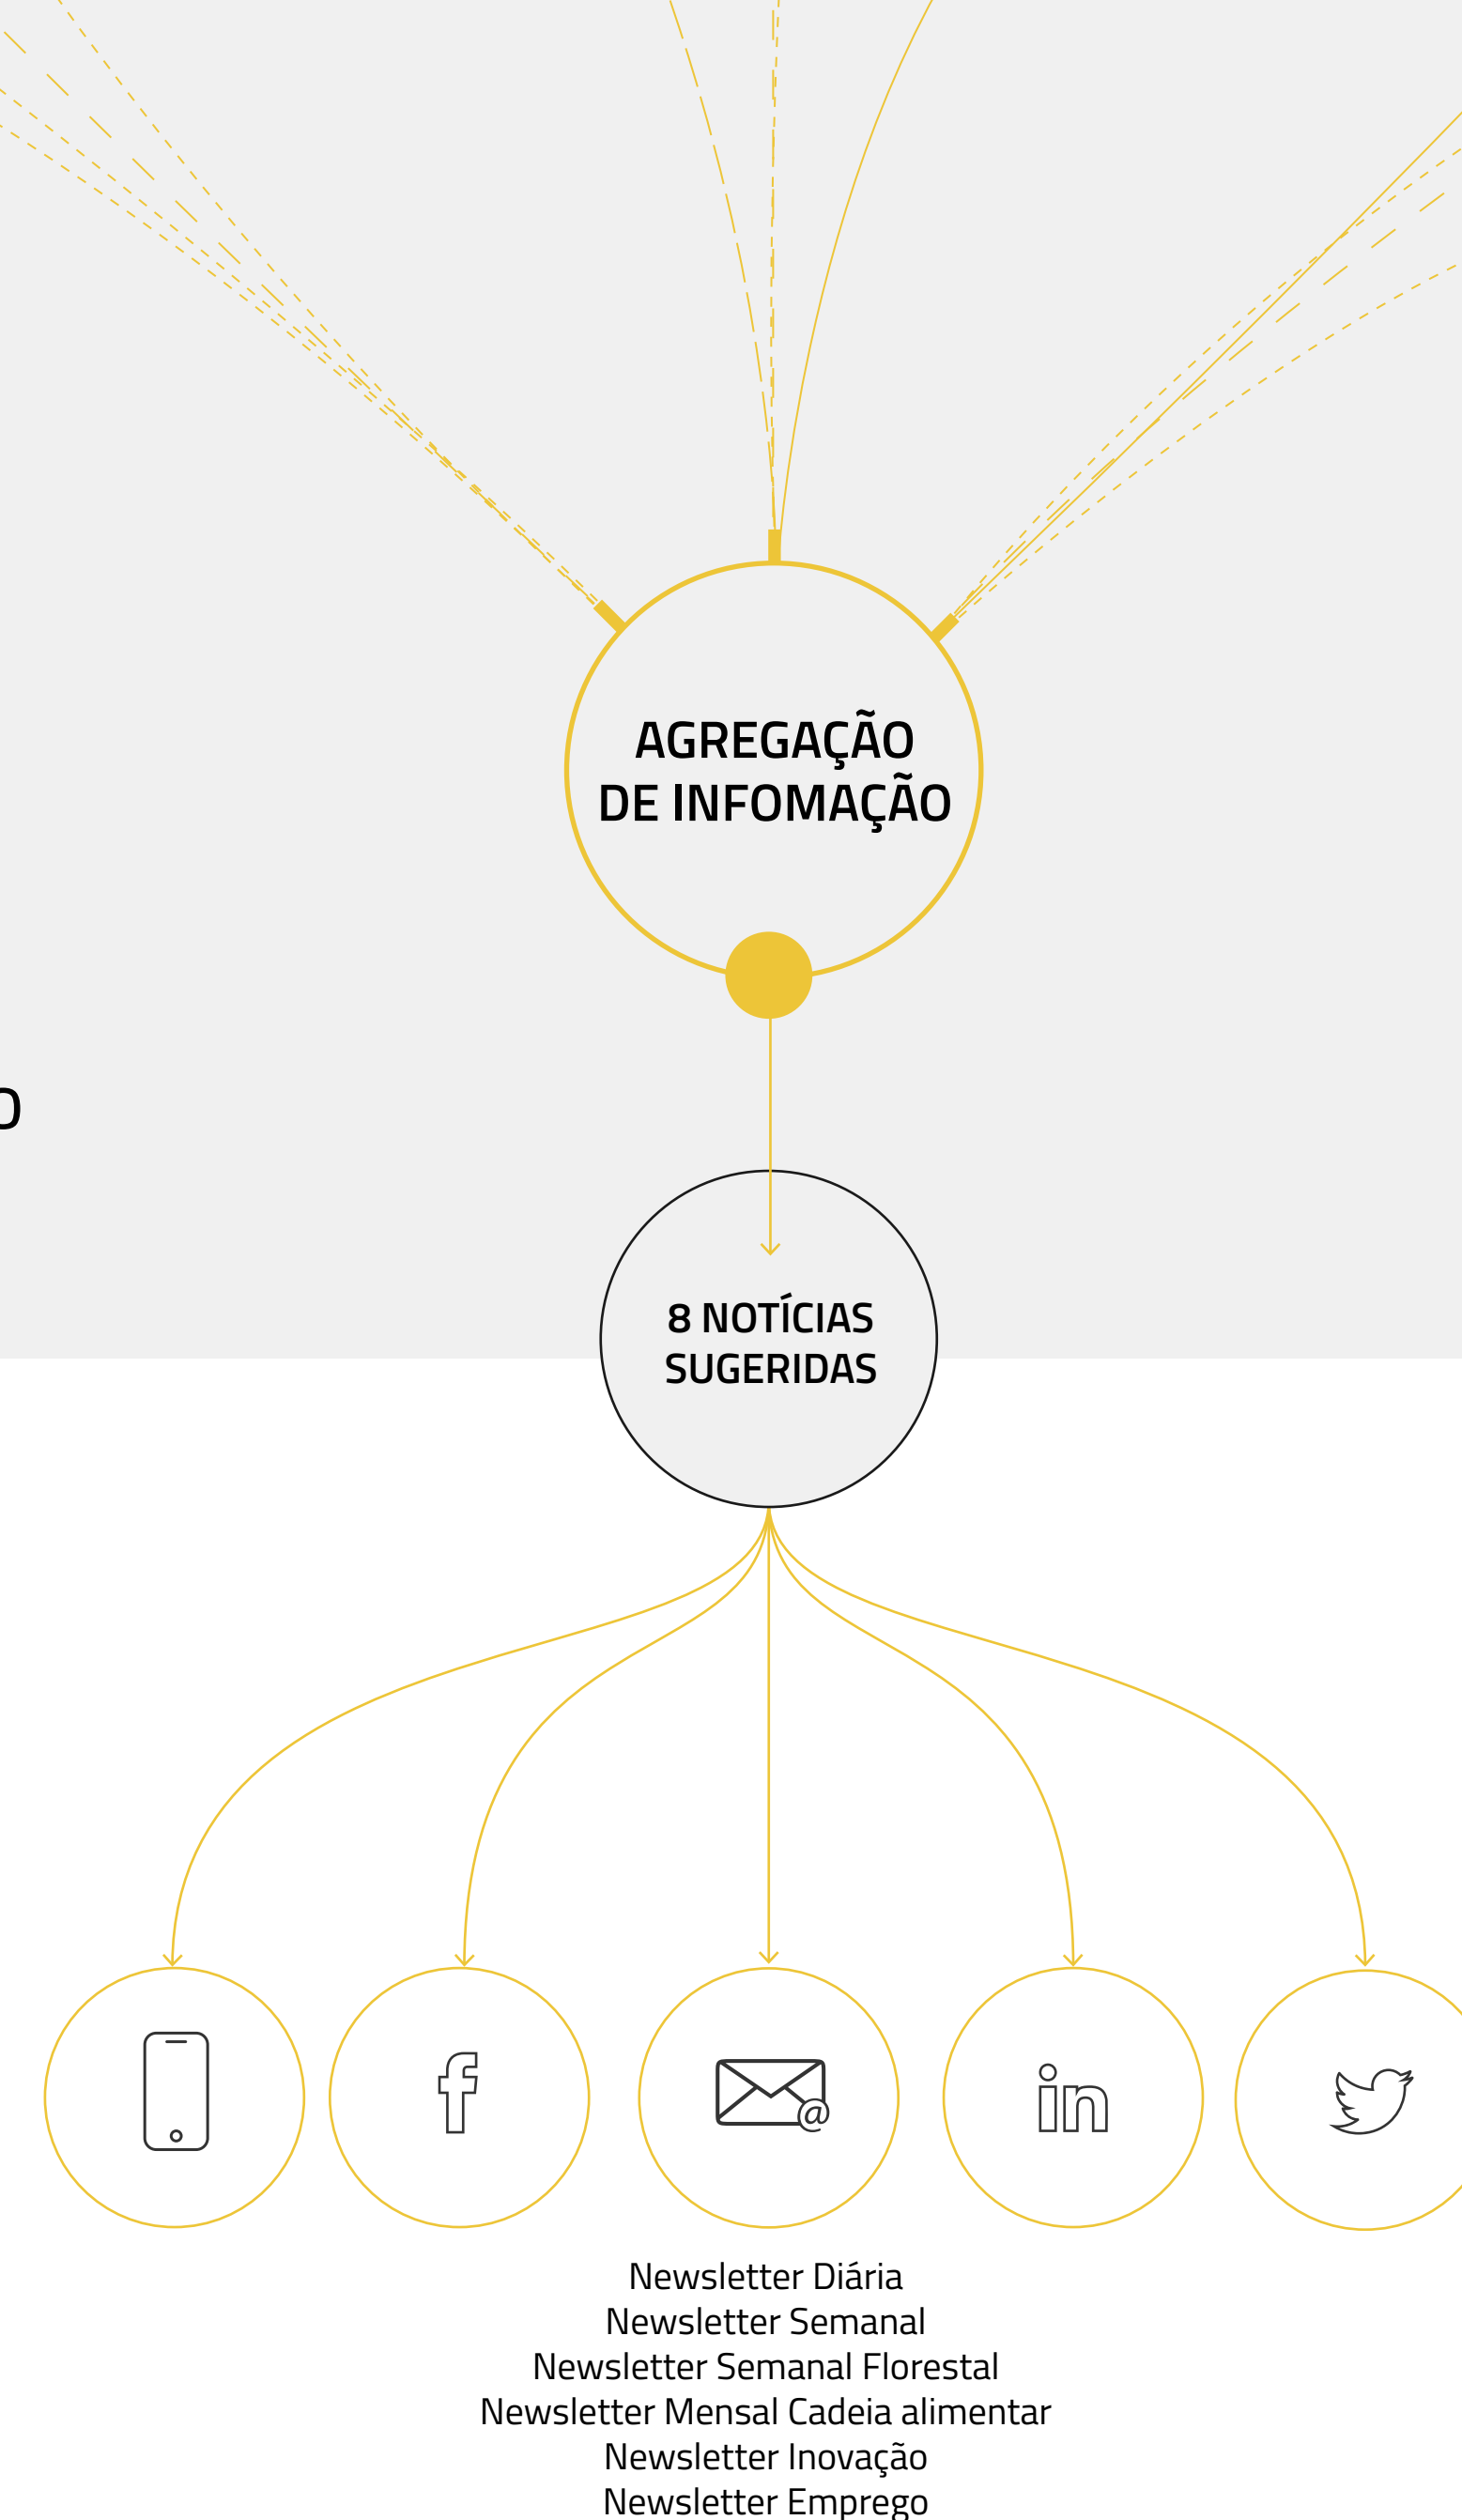 AGREGAÇÃO
DE INFOMAÇÃO
O
8 NOTÍCIAS
SUGERIDAS
f
@
in
Newsletter Diária
Newsletter Semanal
Newsletter Semanal Florestal
Newsletter Mensal Cadeia alimentar
Newsletter Inovação
Newsletter Emprego